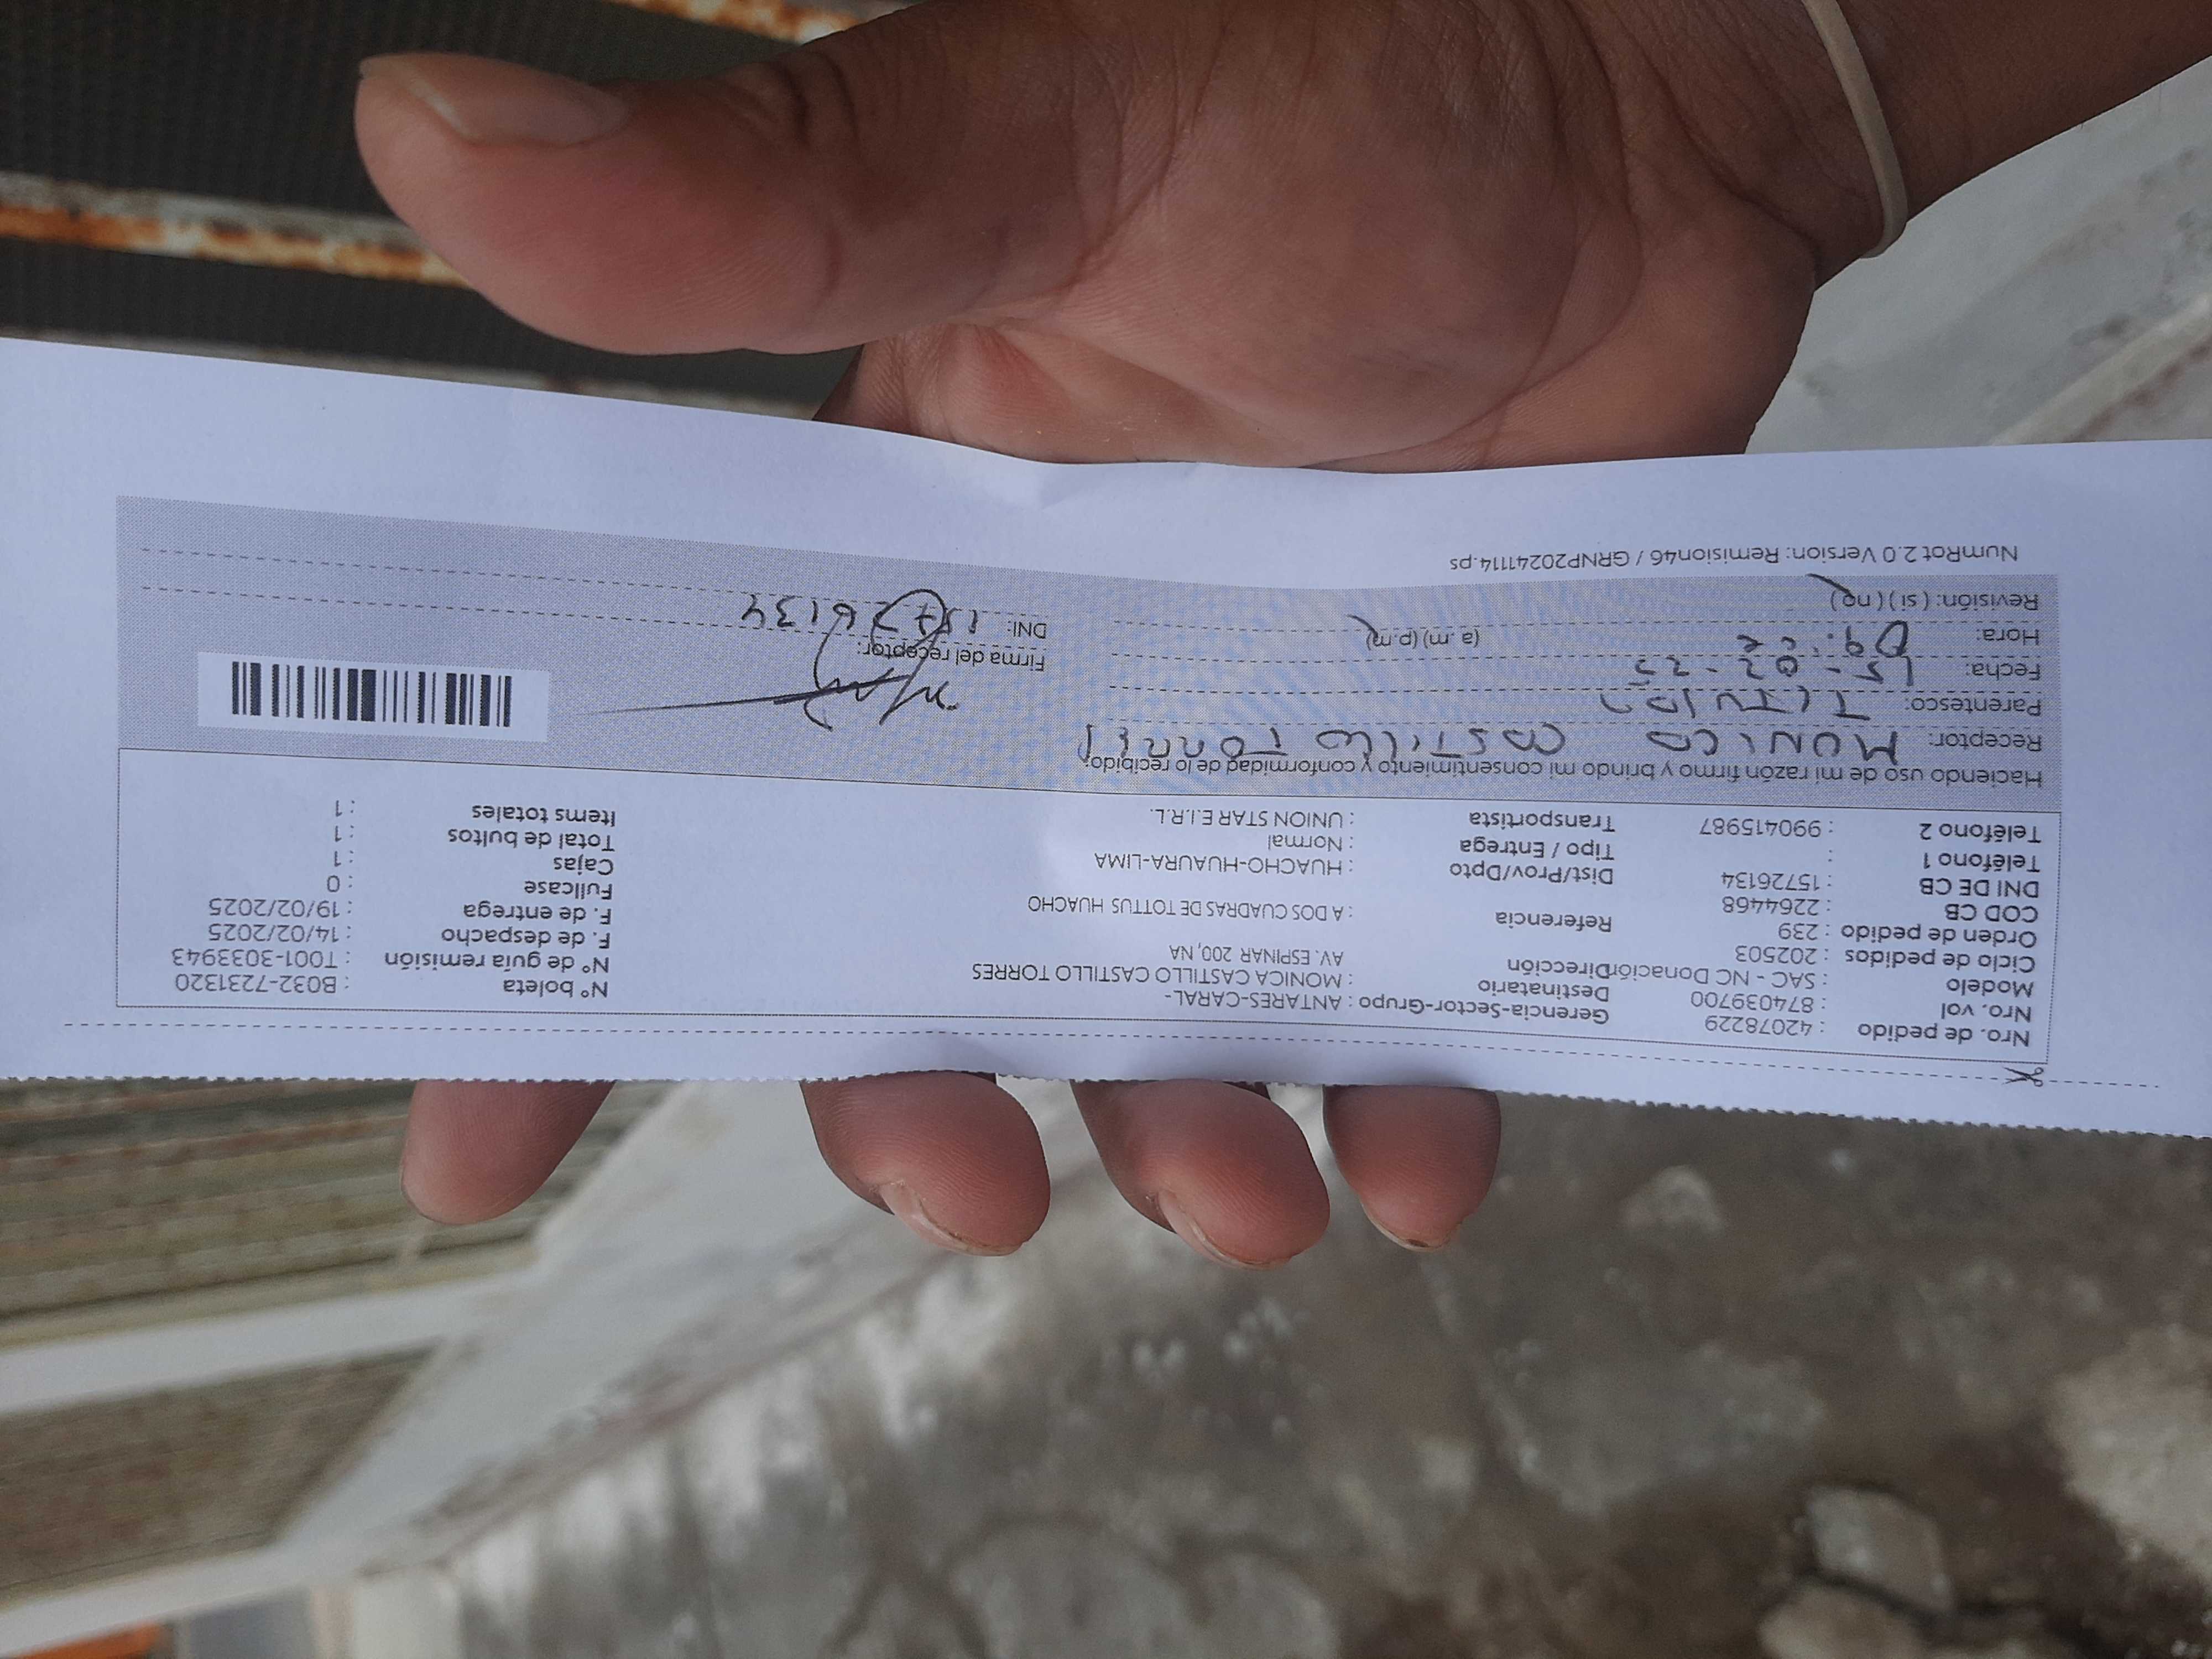 Nro. de pedido : 42078229
Nro. vol : 874039700
Modelo : SAC - NC Donación
Ciclo de pedidos : 202503
Orden de pedido : 239
COD CB : 2264468
DNI DE CB : 15726134
Teléfono 1 :
Teléfono 2 : 990415987
Gerencia-Sector-Grupo : ANTARES-CARAL-
Destinatario : MONICA CASTILLO CASTILLO TORRES
Dirección AV. ESPINAR 200, NA
Referencia : A DOS CUADRAS DE TOTTUS HUACHO
Dist/Prov/Dpto : HUACHO-HUAURA-LIMA
Tipo / Entrega : Normal
Transportista : UNION STAR E.I.R.L.
N° boleta : B032-7231320
N° de guía remisión : T001-3033943
F. de despacho : 14/02/2025
F. de entrega : 19/02/2025
Fullcase : 0
Cajas : 1
Total de bultos : 1
Items totales : 1
Haciendo uso de mi razón firmo y brindo mi consentimiento y conformidad de lo recibido:
Receptor: MONICA CASTILLO TORRES
Parentesco: TITULAR
Fecha: 15-02-25
Hora: (a. m) (p. m)
Revisión: ( si ) ( no )
Firma del receptor:
DNI: 15726134
NumRot 2.0 Version: Remision46 / GRNP20241114.ps